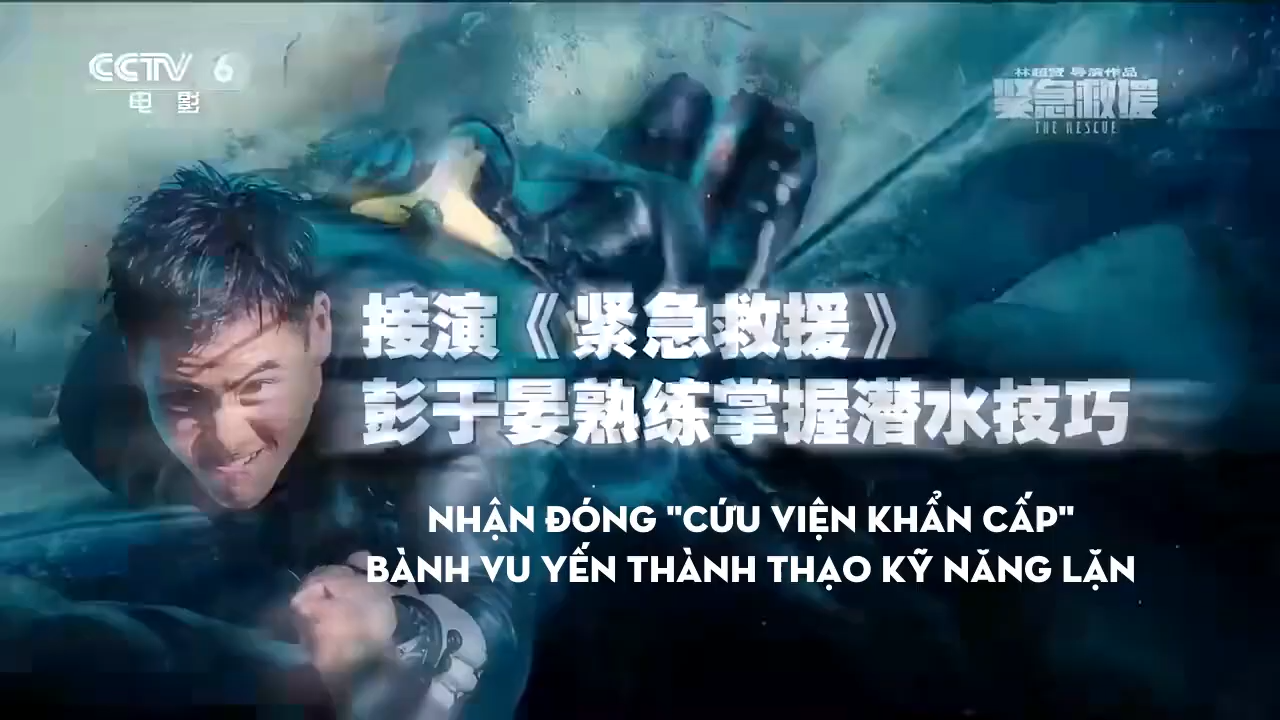 CCTV 6
电影
林超贤 导演作品
紧急救援
THE RESCUE
接演《紧急救援》
彭于晏熟练掌握潜水技巧
NHẬN ĐÓNG "CỨU VIỆN KHẨN CẤP"
BÀNH VU YẾN THÀNH THẠO KỸ NĂNG LẶN